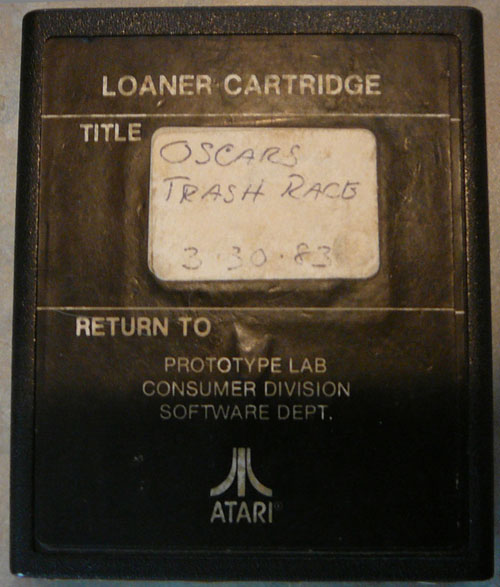 LOANER CARTRIDGE
TITLE
OSCARS
TRASH RACE
3·30·83
RETURN TO
PROTOTYPE LAB
CONSUMER DIVISION
SOFTWARE DEPT.
ATARI®